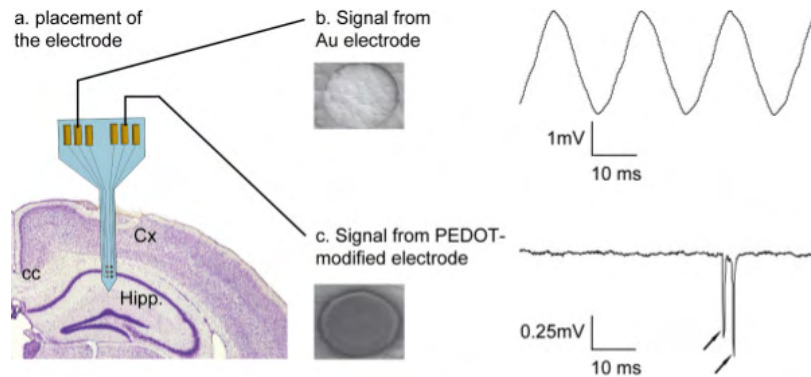 a. placement of
the electrode
b. Signal from
Au electrode
1mV
10 ms
Cx
cc
Hipp.
c. Signal from PEDOT-
modified electrode
0.25mV
10 ms